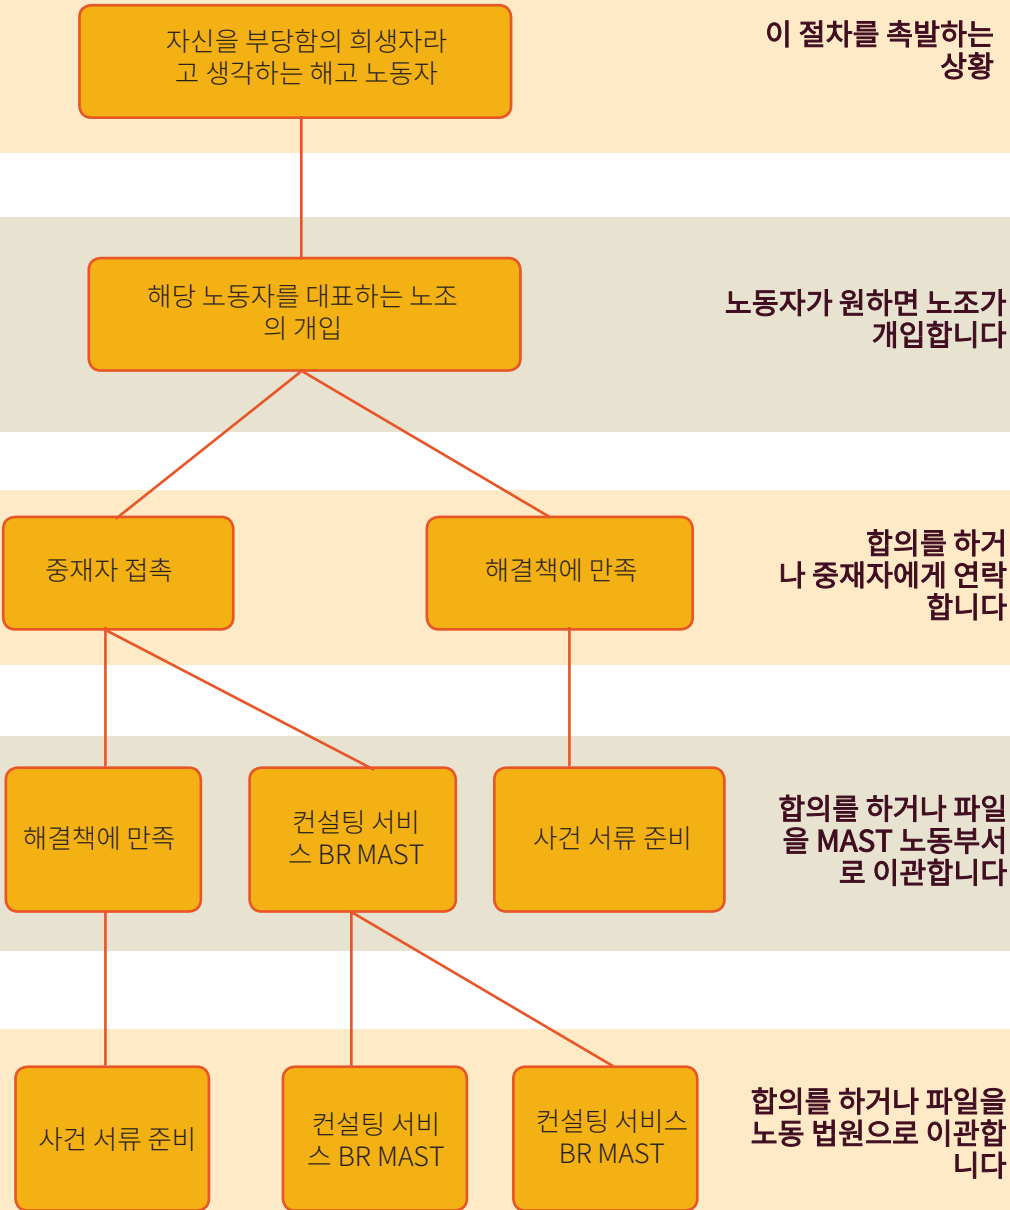 자신을 부당함의 희생자라
고 생각하는 해고 노동자
이 절차를 촉발하는
상황
해당 노동자를 대표하는 노조
의 개입
노동자가 원하면 노조가
개입합니다
중재자 접촉
해결책에 만족
합의를 하거
나 중재자에게 연락
합니다
해결책에 만족
컨설팅 서비
스 BR MAST
사건 서류 준비
합의를 하거나 파일
을 MAST 노동부서
로 이관합니다
사건 서류 준비
컨설팅 서비
스 BR MAST
컨설팅 서비스
BR MAST
합의를 하거나 파일을
노동 법원으로 이관합
니다